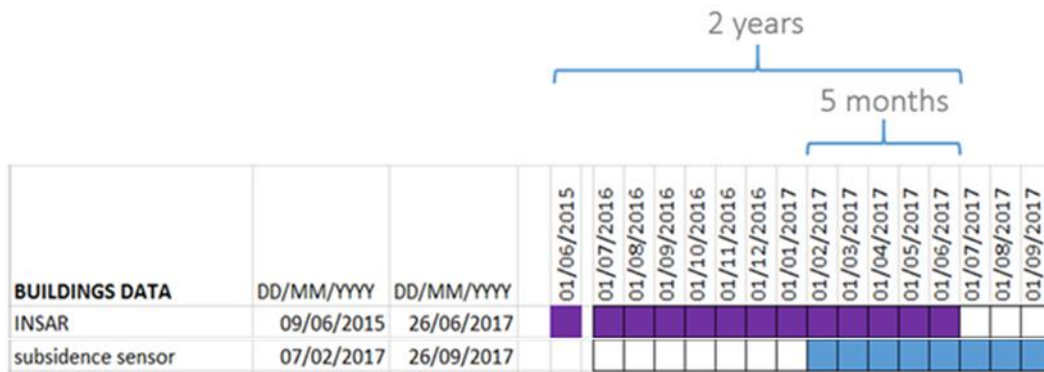 2 years
5 months
01/06/2015 01/07/2016 01/08/2016 01/09/2016 01/10/2016 01/11/2016 01/12/2016 01/01/2017 01/02/2017 01/03/2017 01/04/2017 01/05/2017 01/06/2017 01/07/2017 01/08/2017 01/09/2017
BUILDINGS DATA DD/MM/YYYY DD/MM/YYYY
INSAR 09/06/2015 26/06/2017
subsidence sensor 07/02/2017 26/09/2017